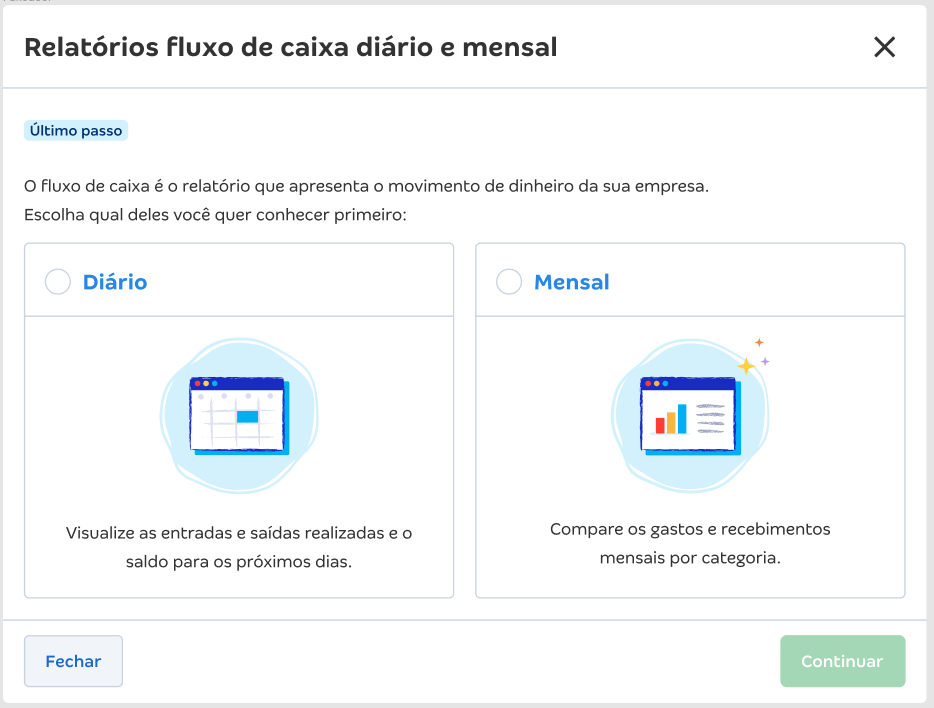 Relatórios fluxo de caixa diário e mensal
Último passo
O fluxo de caixa é o relatório que apresenta o movimento de dinheiro da sua empresa.
Escolha qual deles você quer conhecer primeiro:
Diário
Visualize as entradas e saídas realizadas e o
saldo para os próximos dias.
Mensal
Compare os gastos e recebimentos
mensais por categoria.
Fechar
Continuar